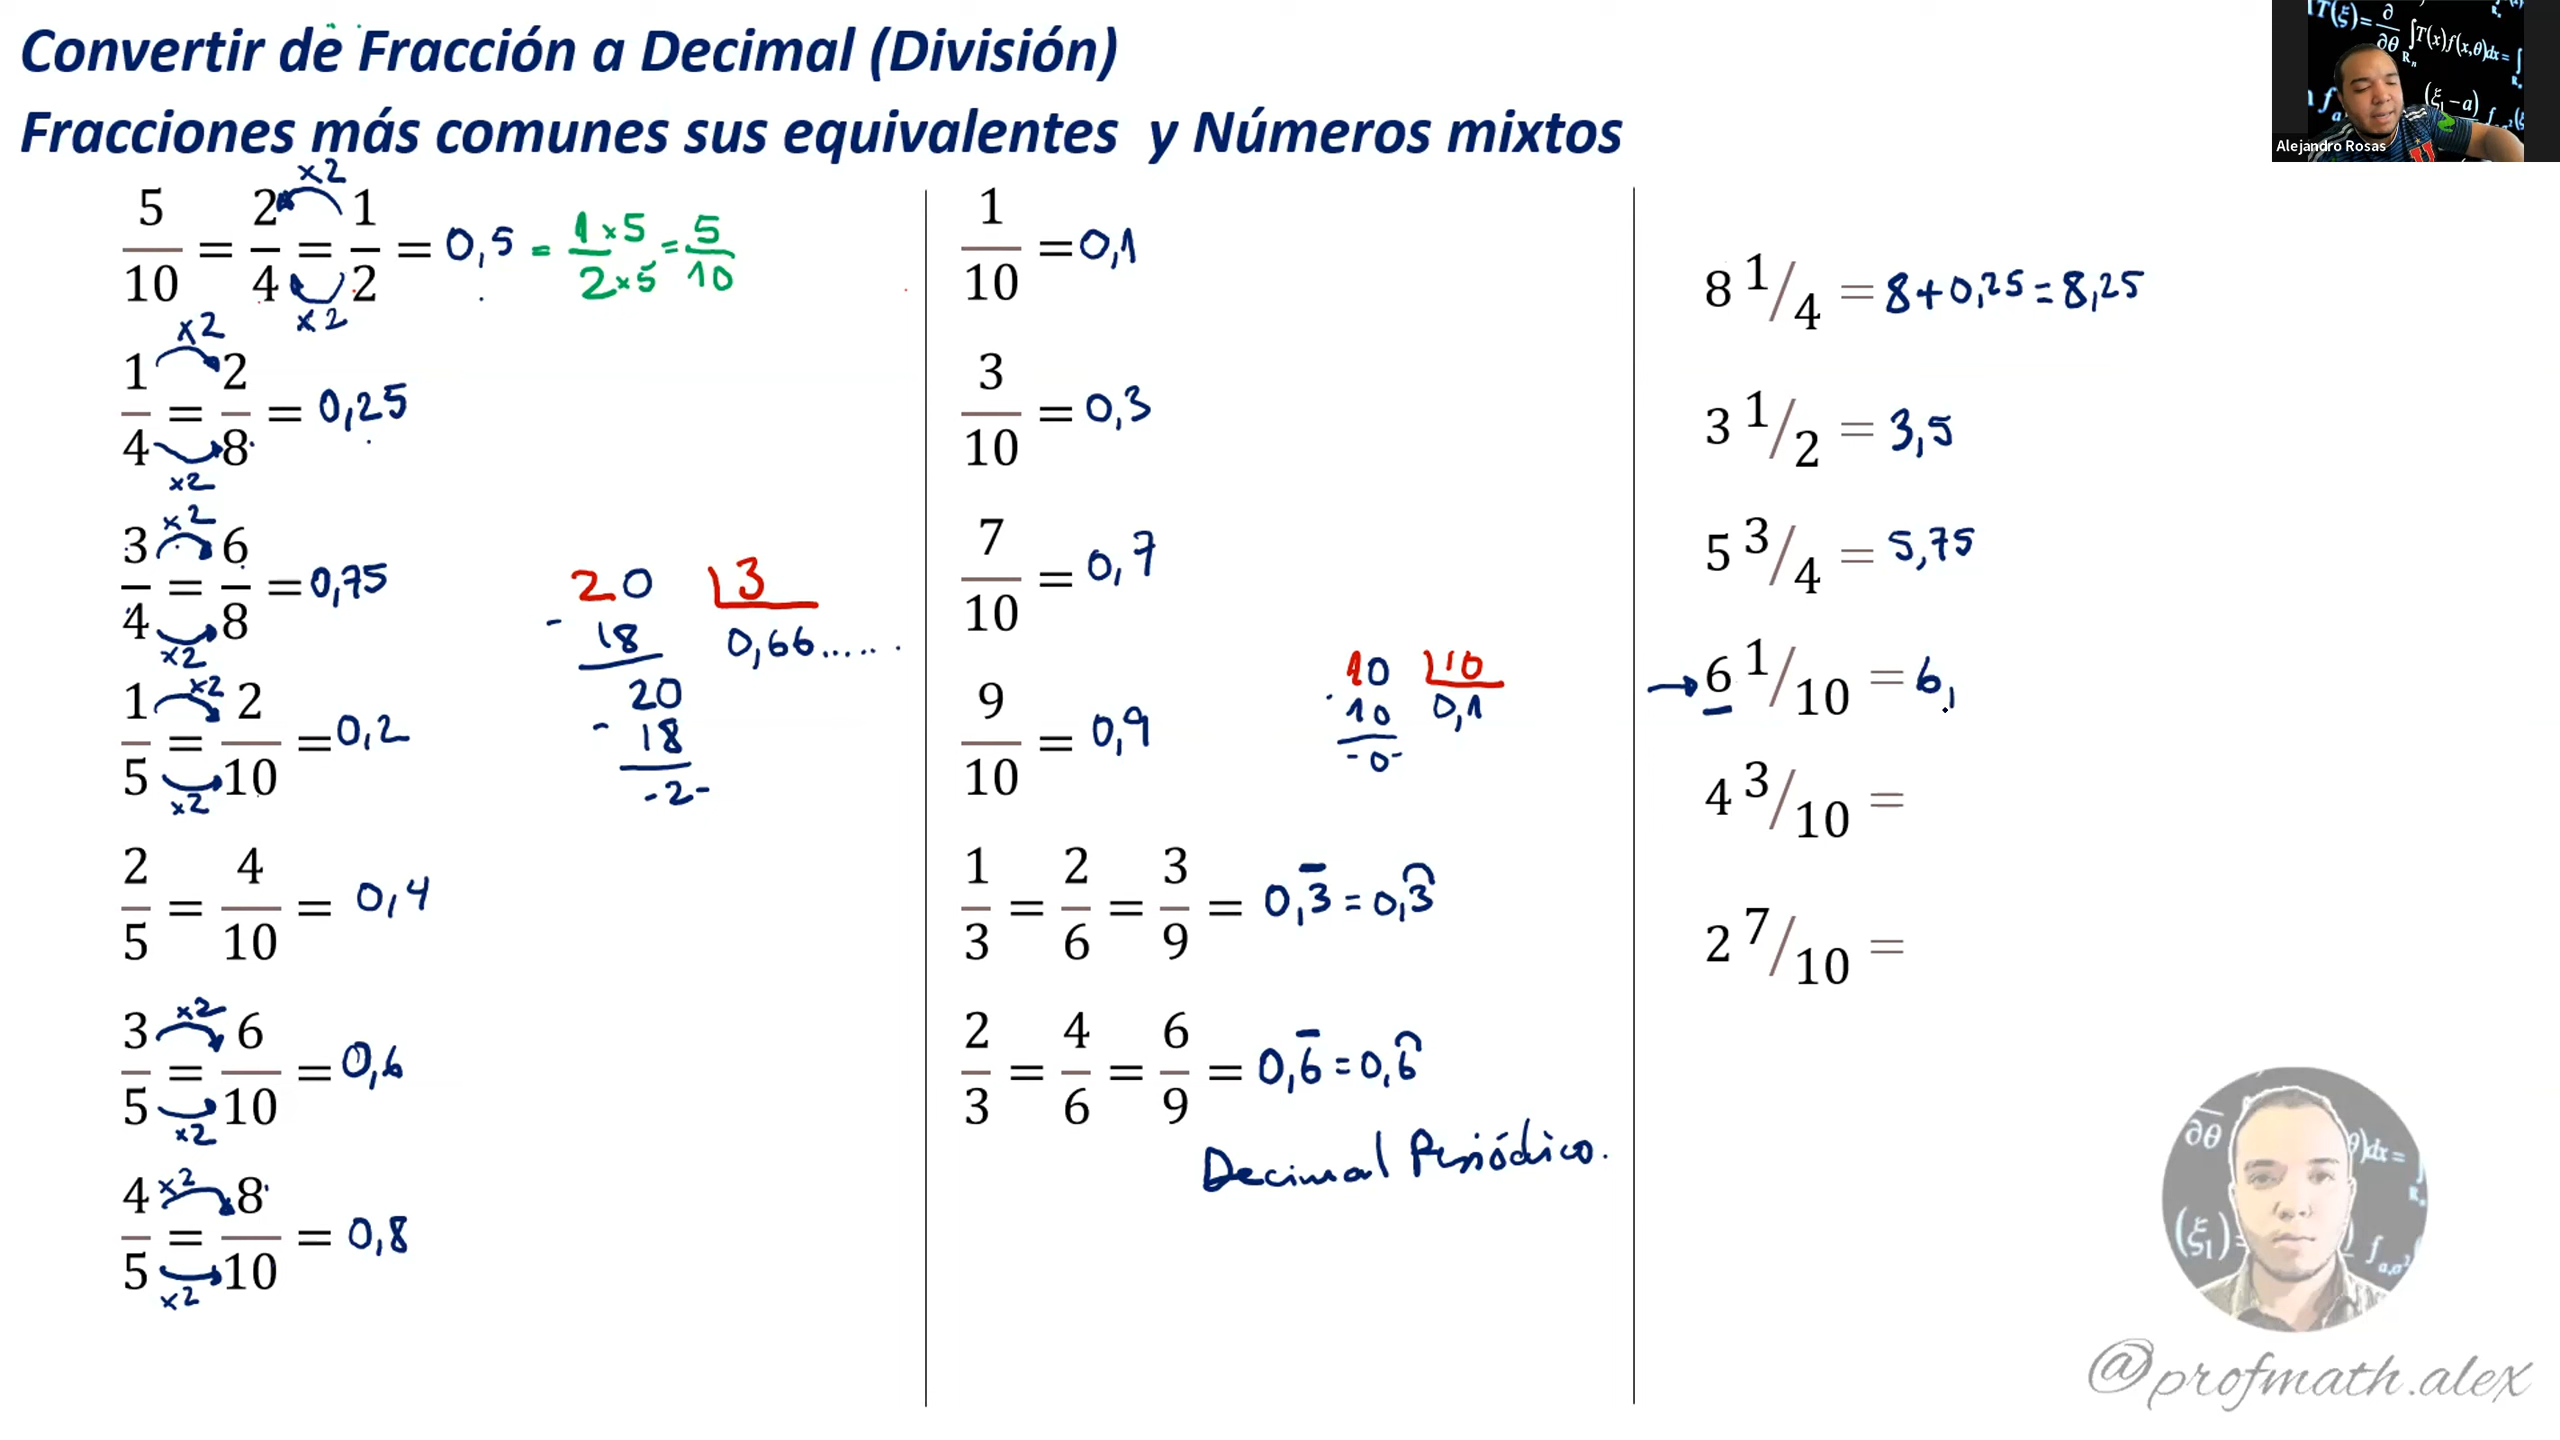 Convertir de Fracción a Decimal (División)
Fracciones más comunes sus equivalentes y Números mixtos
5/10 = 2/4 = 1/2 = 0,5 = 1×5/2×5 = 5/10
×2
×2
1/4 = 2/8 = 0,25
×2
×2
3/4 = 6/8 = 0,75
×2
×2
1/5 = 2/10 = 0,2
×2
×2
2/5 = 4/10 = 0,4
3/5 = 6/10 = 0,6
×2
×2
4/5 = 8/10 = 0,8
×2
×2
20 3
- 18 0,66.....
20
- 18
-2-
1/10 = 0,1
3/10 = 0,3
7/10 = 0,7
9/10 = 0,9
10 10
10 0,1
-0-
1/3 = 2/6 = 3/9 = 0,3̅ = 0,3̑
2/3 = 4/6 = 6/9 = 0,6̅ = 0,6̑
Decimal Periódico.
8 1/4 = 8+0,25 = 8,25
3 1/2 = 3,5
5 3/4 = 5,75
→ 6 1/10 = 6,
4 3/10 =
2 7/10 =
Alejandro Rosas
@profmath.alex